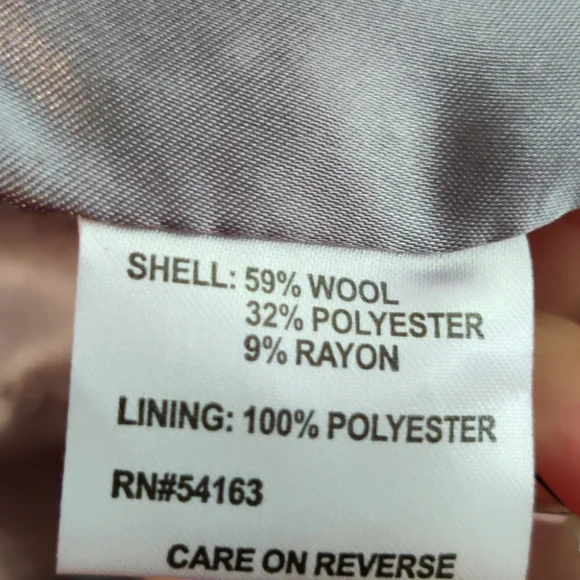 SHELL: 59% WOOL
32% POLYESTER
9% RAYON
LINING: 100% POLYESTER
RN#54163
CARE ON REVERSE